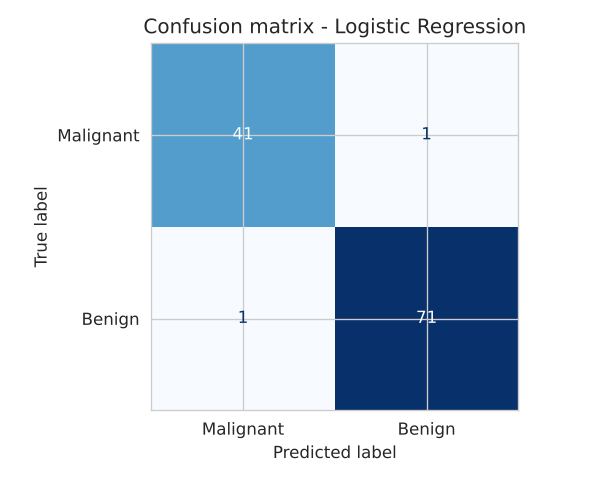 Confusion matrix - Logistic Regression
Malignant
41
1
True label
Benign
1
71
Malignant
Benign
Predicted label